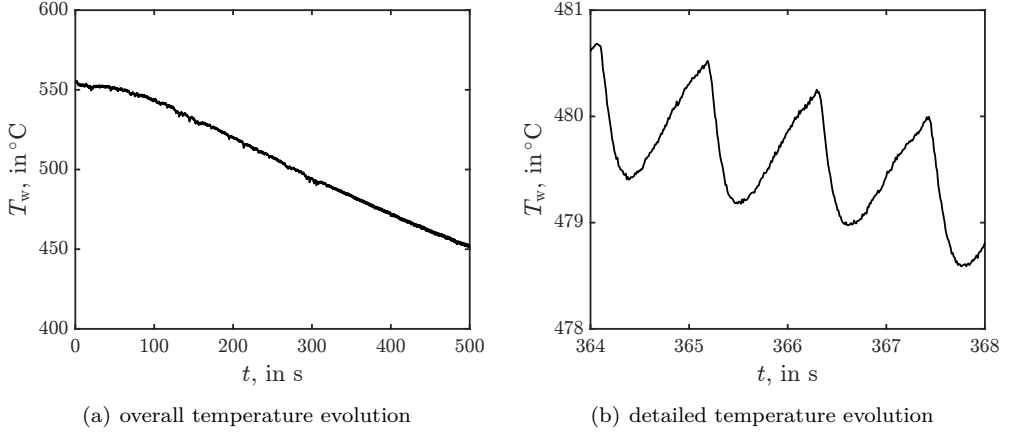 600
550
500
450
400
T_w, in °C
0 100 200 300 400 500
t, in s
(a) overall temperature evolution
481
480
479
478
T_w, in °C
364 365 366 367 368
t, in s
(b) detailed temperature evolution